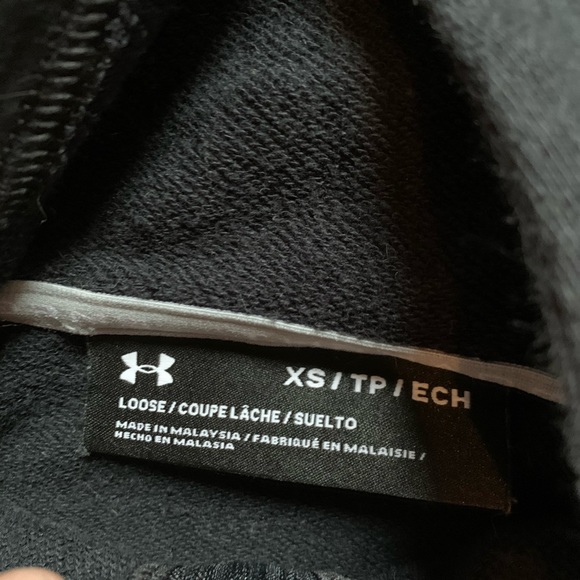 XS / TP / ECH
LOOSE / COUPE LÂCHE / SUELTO
MADE IN MALAYSIA / FABRIQUÉ EN MALAISIE /
HECHO EN MALASIA